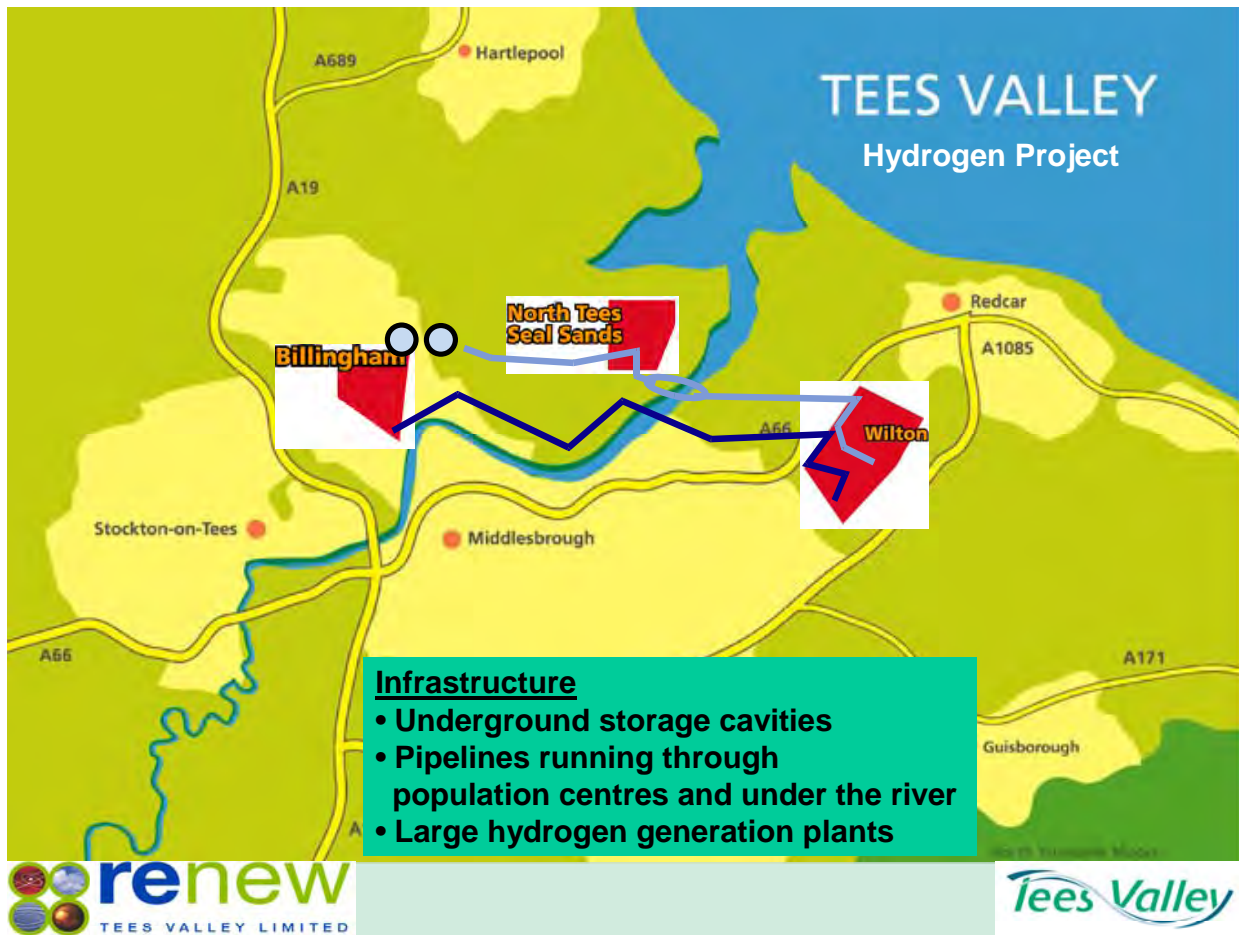 TEES VALLEY
Hydrogen Project
Hartlepool
A689
A19
Redcar
A1085
North Tees
Seal Sands
Billingham
A66
Wilton
Stockton-on-Tees
Middlesbrough
A66
A171
Guisborough
Infrastructure
• Underground storage cavities
• Pipelines running through
population centres and under the river
• Large hydrogen generation plants
renew
TEES VALLEY LIMITED
Tees Valley